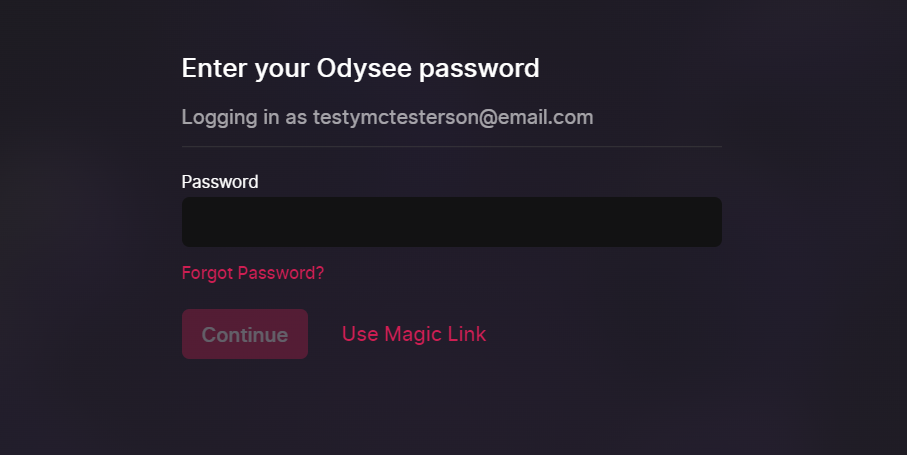 Enter your Odysee password
Logging in as testymctesterson@email.com
Password
Forgot Password?
Continue Use Magic Link